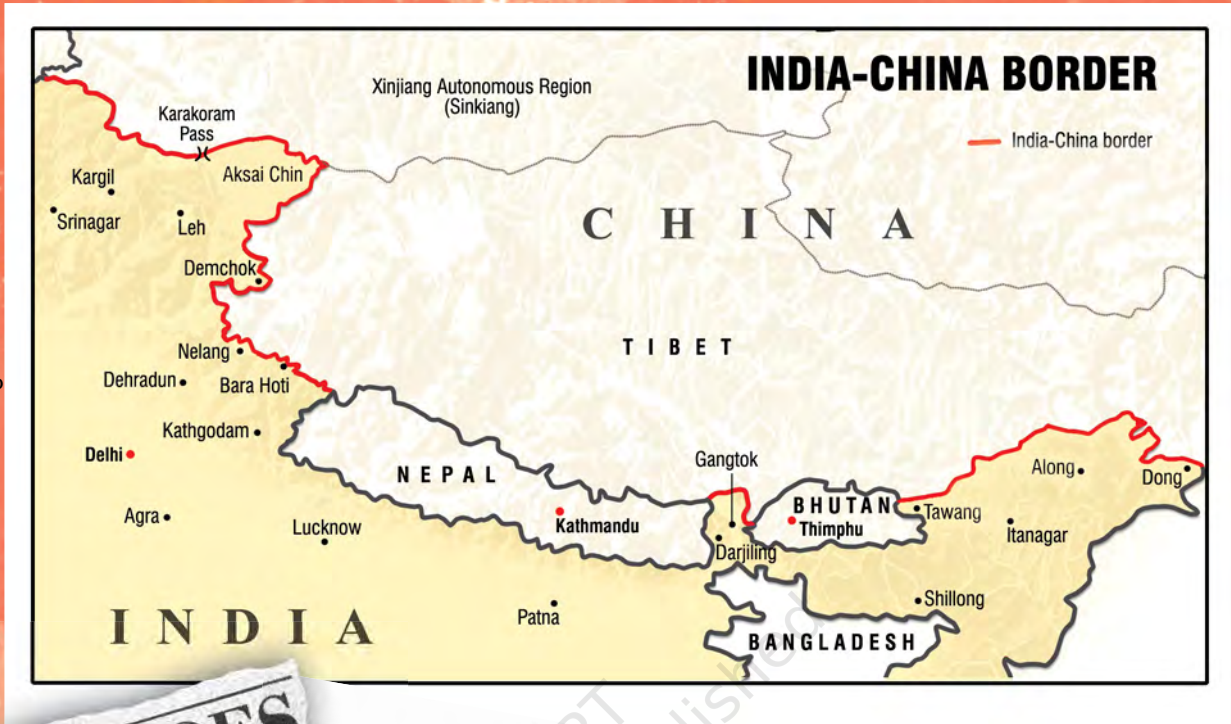 INDIA-CHINA BORDER
India-China border
Xinjiang Autonomous Region
(Sinkiang)
Karakoram
Pass
Aksai Chin
Kargil
Srinagar
Leh
CHINA
Demchok
TIBET
Nelang
Dehradun
Bara Hoti
Kathgodam
Delhi
NEPAL
Gangtok
BHUTAN
Thimphu
Along
Dong
Tawang
Agra
Lucknow
Kathmandu
Darjiling
Itanagar
Patna
Shillong
INDIA
BANGLADESH